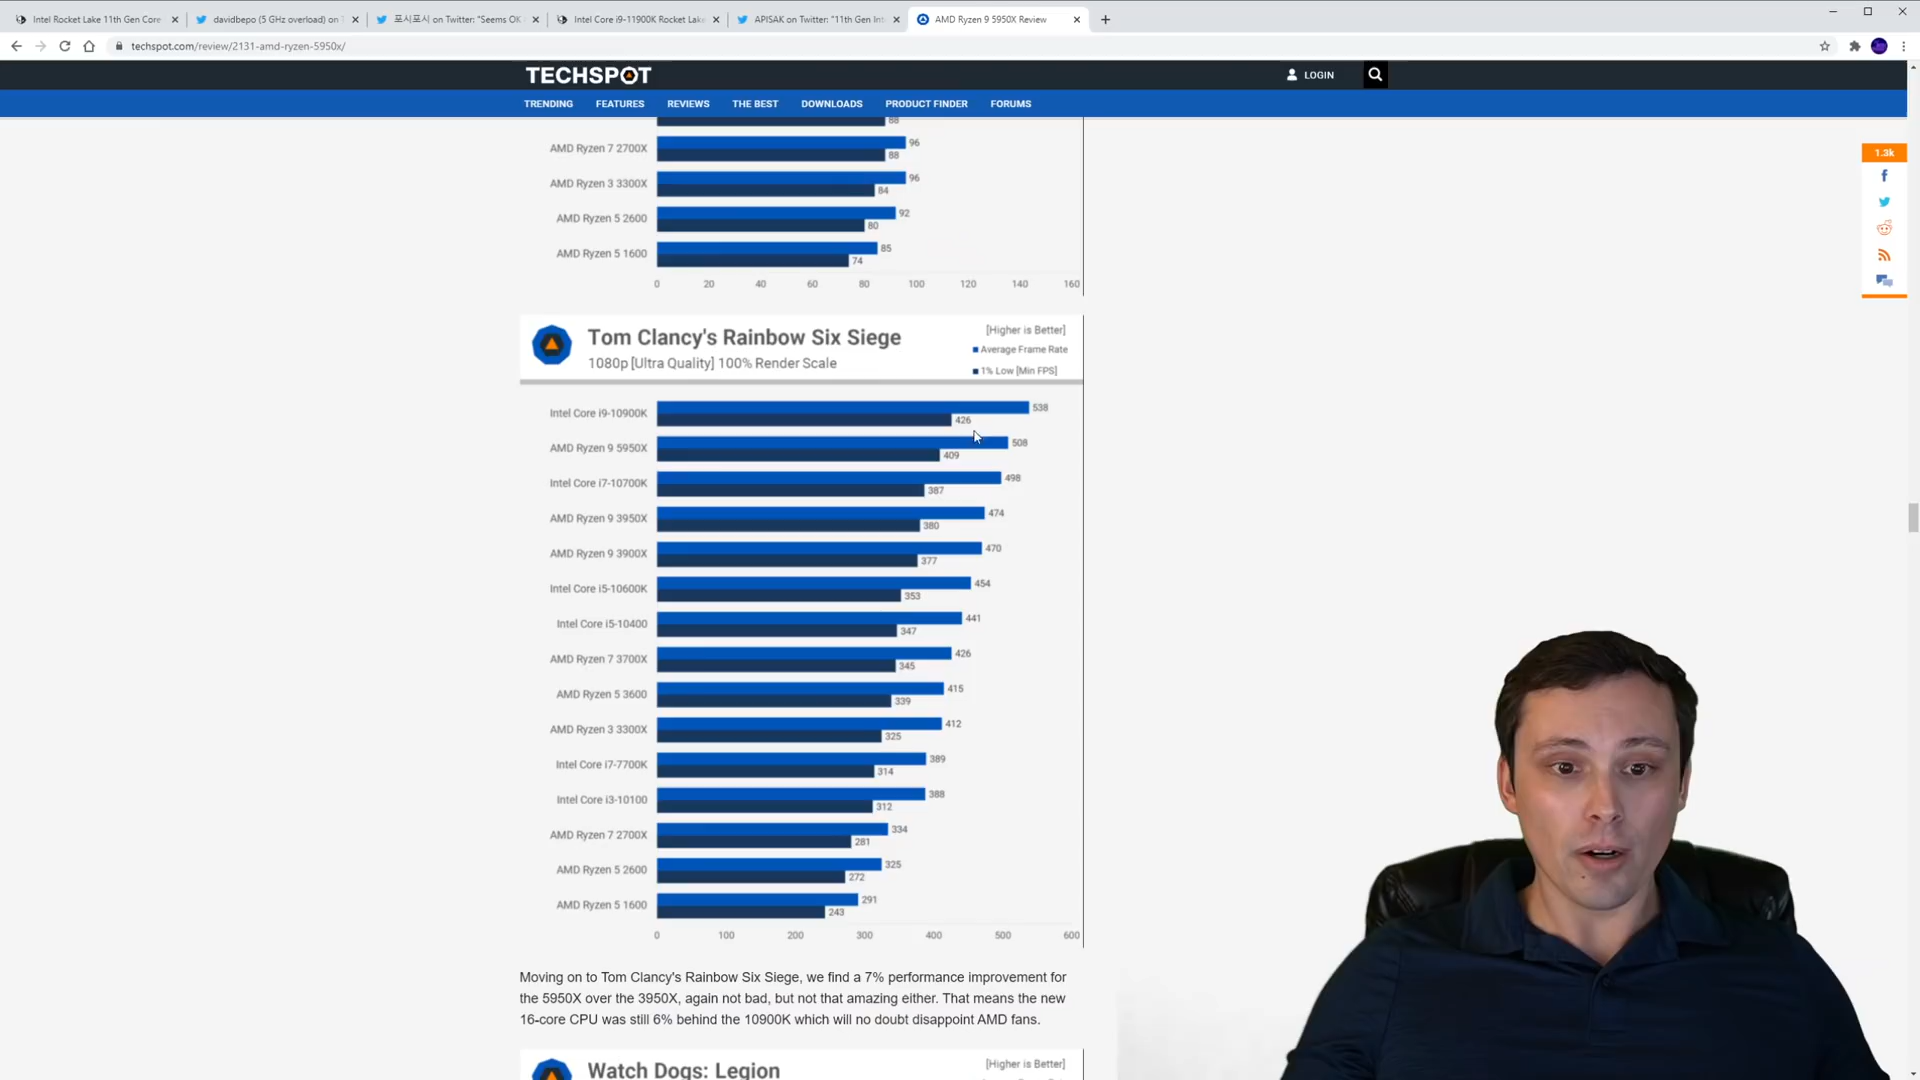 Intel Rocket Lake 11th Gen Core
davidbepo (5 GHz overload) on
포시포시 on Twitter: "Seems OK
Intel Core i9-11900K Rocket Lake
APISAK on Twitter: "11th Gen Int
AMD Ryzen 9 5950X Review
techspot.com/review/2131-amd-ryzen-5950x/
TECHSPOT
LOGIN
TRENDING FEATURES REVIEWS THE BEST DOWNLOADS PRODUCT FINDER FORUMS
1.3k
88
AMD Ryzen 7 2700X 96
88
AMD Ryzen 3 3300X 96
84
AMD Ryzen 5 2600 92
80
AMD Ryzen 5 1600 85
74
0 20 40 60 80 100 120 140 160
Tom Clancy's Rainbow Six Siege
1080p [Ultra Quality] 100% Render Scale
[Higher is Better]
Average Frame Rate
1% Low [Min FPS]
Intel Core i9-10900K 538
426
AMD Ryzen 9 5950X 508
409
Intel Core i7-10700K 498
387
AMD Ryzen 9 3950X 474
380
AMD Ryzen 9 3900X 470
377
Intel Core i5-10600K 454
353
Intel Core i5-10400 441
347
AMD Ryzen 7 3700X 426
345
AMD Ryzen 5 3600 415
339
AMD Ryzen 3 3300X 412
325
Intel Core i7-7700K 389
314
Intel Core i3-10100 388
312
AMD Ryzen 7 2700X 334
281
AMD Ryzen 5 2600 325
272
AMD Ryzen 5 1600 291
243
0 100 200 300 400 500 600
Moving on to Tom Clancy's Rainbow Six Siege, we find a 7% performance improvement for
the 5950X over the 3950X, again not bad, but not that amazing either. That means the new
16-core CPU was still 6% behind the 10900K which will no doubt disappoint AMD fans.
Watch Dogs: Legion
[Higher is Better]